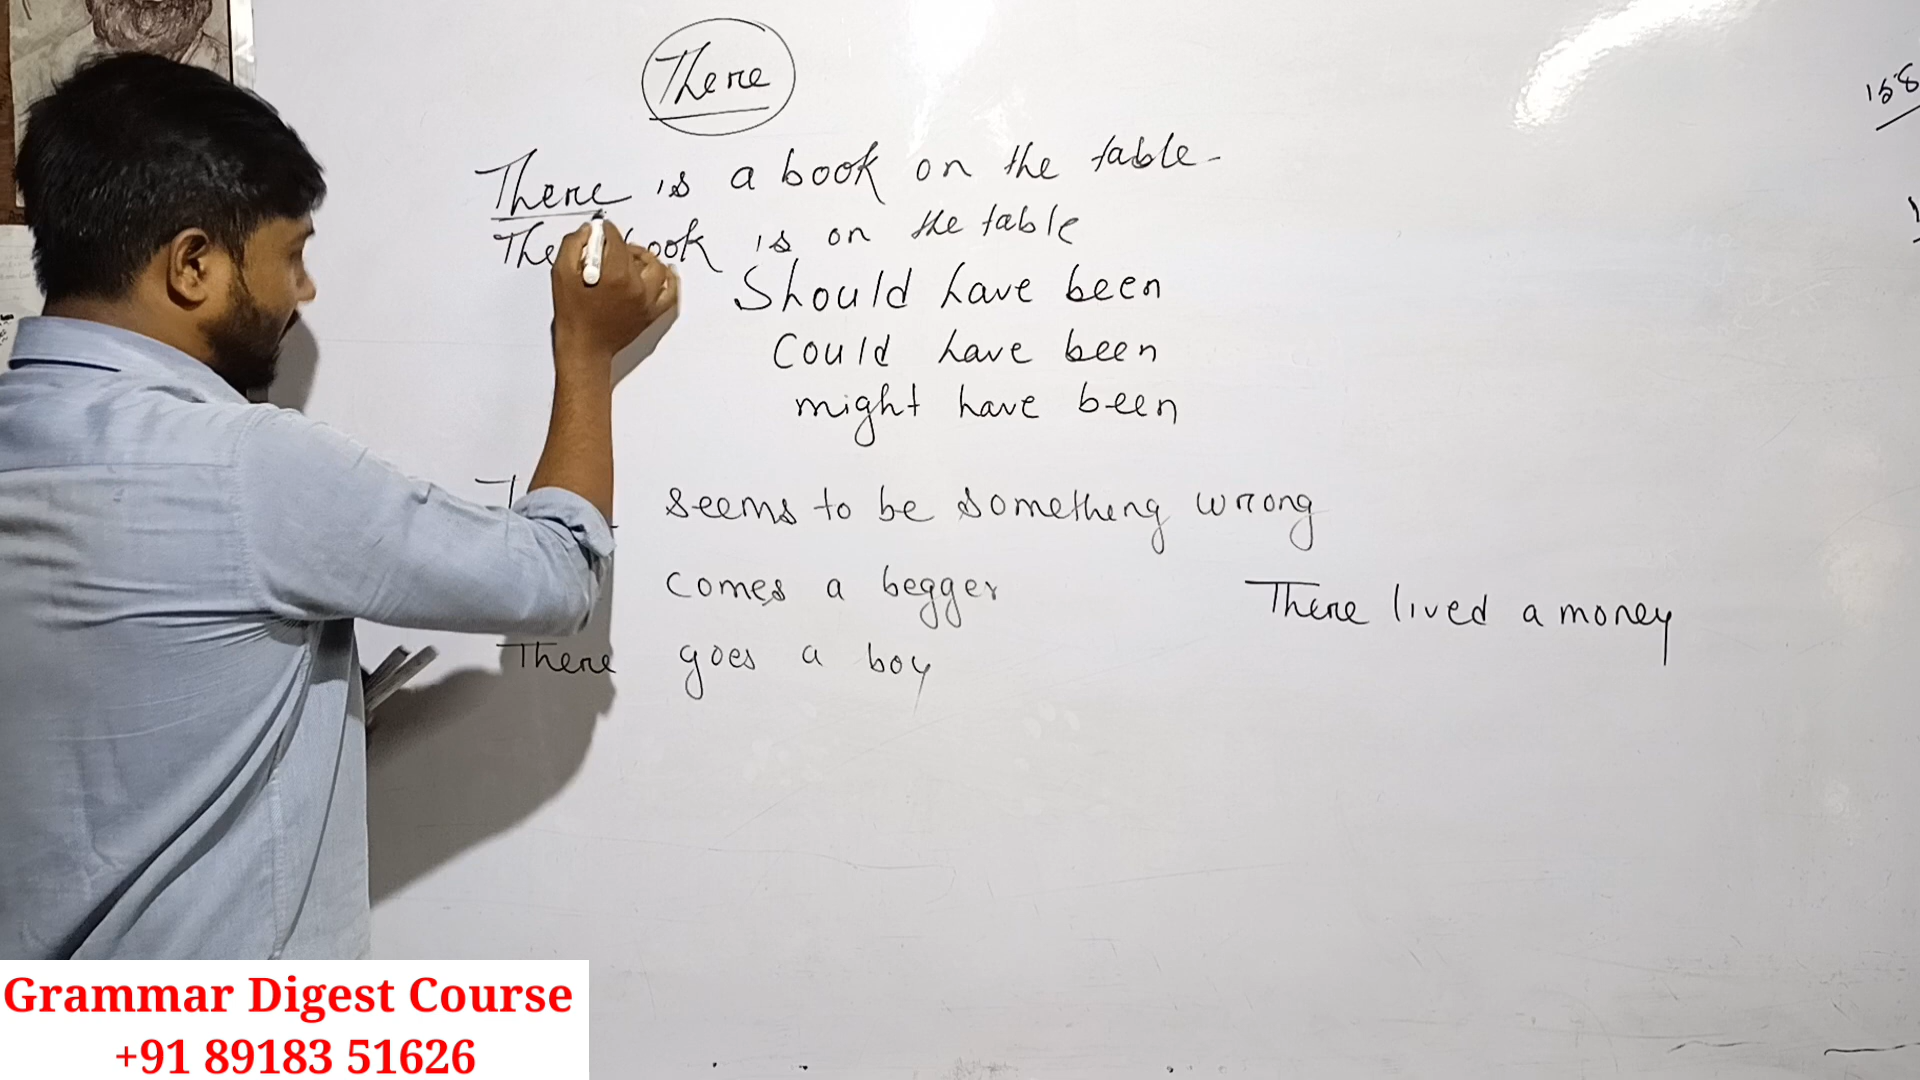 There
There is a book on the table -
book is on the table
Should have been
Could have been
might have been
seems to be something wrong
comes a begger
There lived a money
There goes a boy
158
Grammar Digest Course
+91 89183 51626